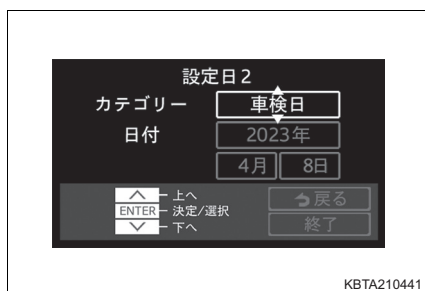 設定日2
カテゴリー 車検日
日付 2023年
4月 8日
上へ 戻る
ENTER 決定/選択
下へ 終了
KBTA210441